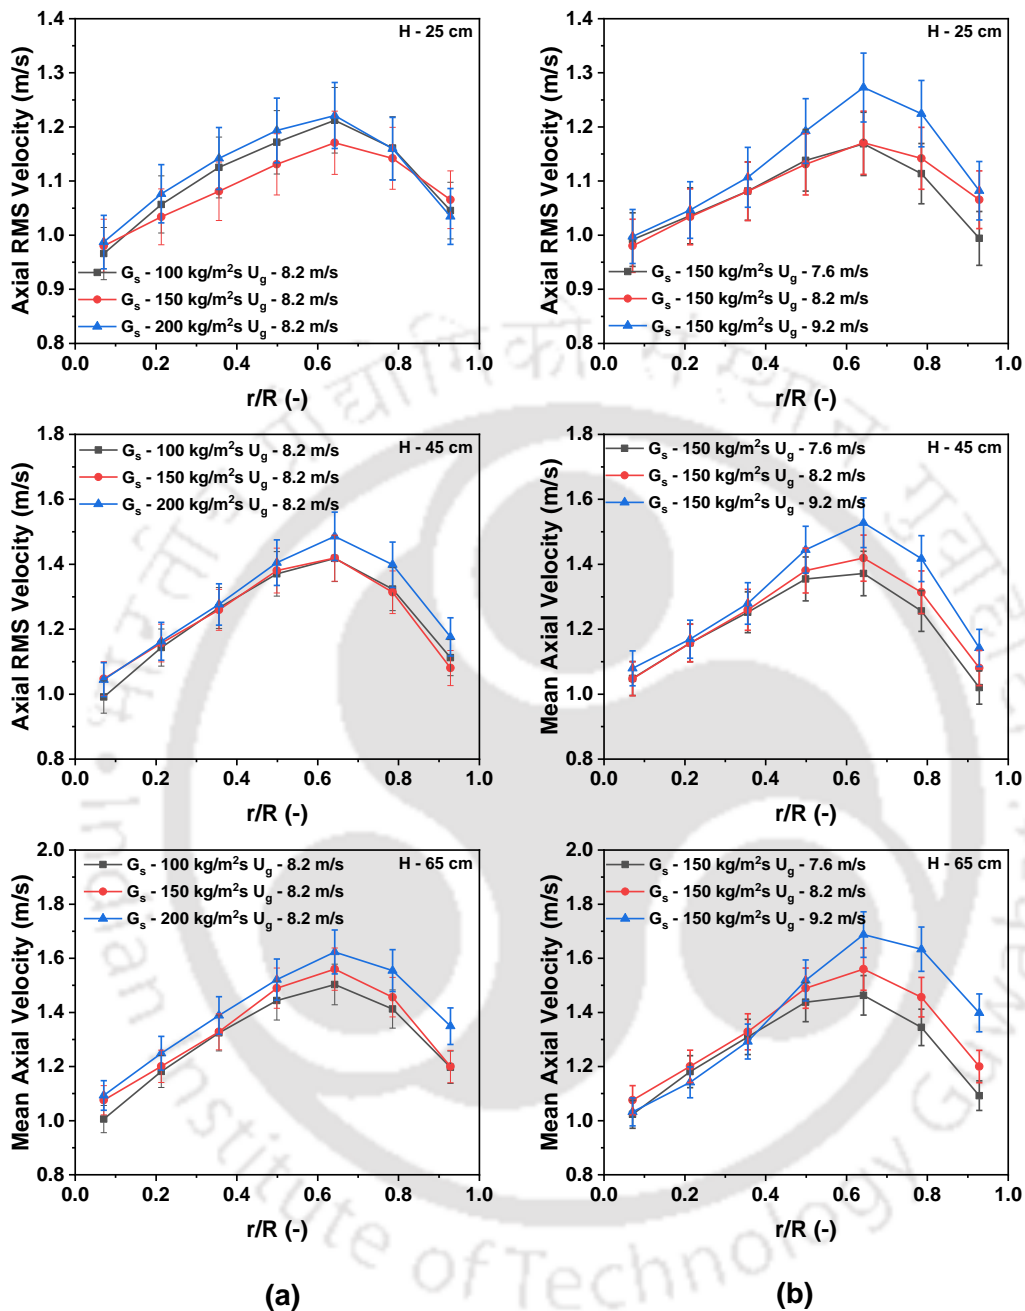 H - 25 cm
Axial RMS Velocity (m/s)
1.4
1.3
1.2
1.1
1.0
0.9
0.8
Gs - 100 kg/m²s Ug - 8.2 m/s
Gs - 150 kg/m²s Ug - 8.2 m/s
Gs - 200 kg/m²s Ug - 8.2 m/s
0.0 0.2 0.4 0.6 0.8 1.0
r/R (-)
H - 25 cm
Axial RMS Velocity (m/s)
1.4
1.3
1.2
1.1
1.0
0.9
0.8
Gs - 150 kg/m²s Ug - 7.6 m/s
Gs - 150 kg/m²s Ug - 8.2 m/s
Gs - 150 kg/m²s Ug - 9.2 m/s
0.0 0.2 0.4 0.6 0.8 1.0
r/R (-)
H - 45 cm
Axial RMS Velocity (m/s)
1.8
1.6
1.4
1.2
1.0
0.8
Gs - 100 kg/m²s Ug - 8.2 m/s
Gs - 150 kg/m²s Ug - 8.2 m/s
Gs - 200 kg/m²s Ug - 8.2 m/s
0.0 0.2 0.4 0.6 0.8 1.0
r/R (-)
H - 45 cm
Mean Axial Velocity (m/s)
1.8
1.6
1.4
1.2
1.0
0.8
Gs - 150 kg/m²s Ug - 7.6 m/s
Gs - 150 kg/m²s Ug - 8.2 m/s
Gs - 150 kg/m²s Ug - 9.2 m/s
0.0 0.2 0.4 0.6 0.8 1.0
r/R (-)
H - 65 cm
Mean Axial Velocity (m/s)
2.0
1.8
1.6
1.4
1.2
1.0
0.8
Gs - 100 kg/m²s Ug - 8.2 m/s
Gs - 150 kg/m²s Ug - 8.2 m/s
Gs - 200 kg/m²s Ug - 8.2 m/s
0.0 0.2 0.4 0.6 0.8 1.0
r/R (-)
H - 65 cm
Mean Axial Velocity (m/s)
2.0
1.8
1.6
1.4
1.2
1.0
0.8
Gs - 150 kg/m²s Ug - 7.6 m/s
Gs - 150 kg/m²s Ug - 8.2 m/s
Gs - 150 kg/m²s Ug - 9.2 m/s
0.0 0.2 0.4 0.6 0.8 1.0
r/R (-)
(a)
(b)
Indian Institute of Technology